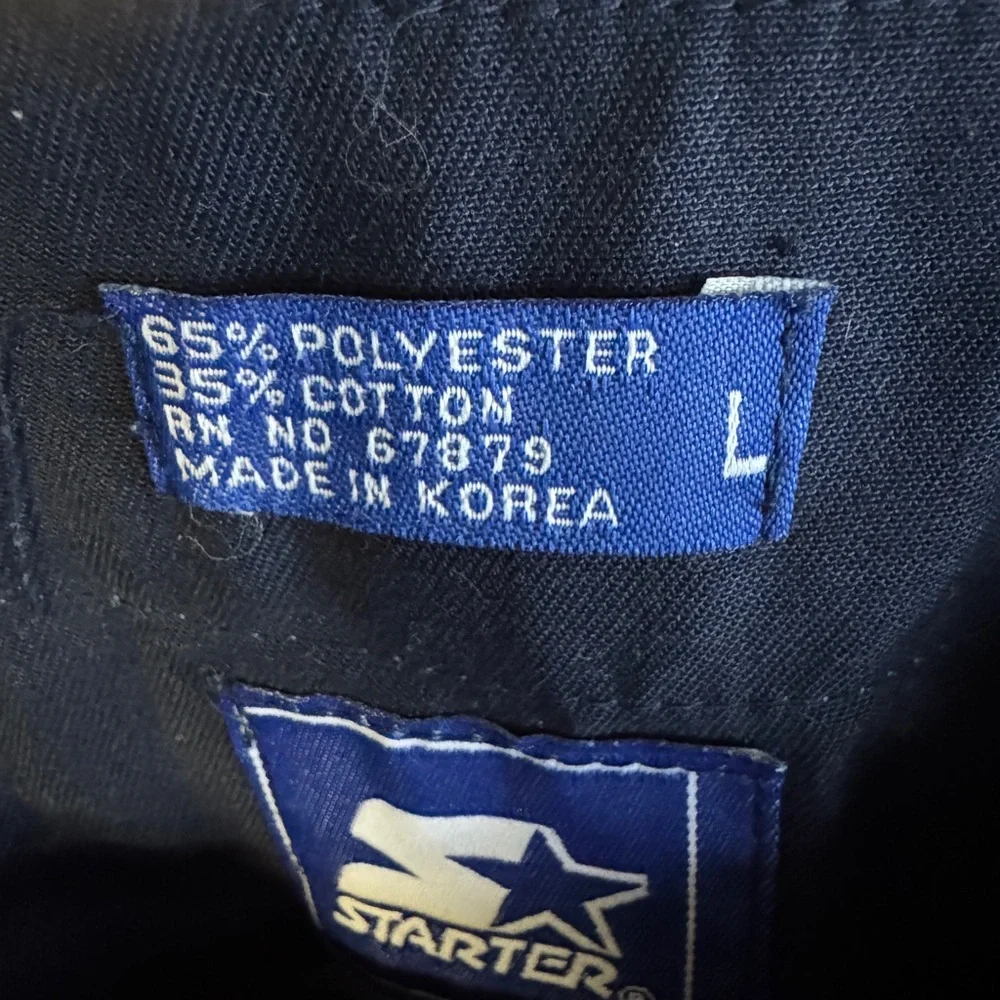 65% POLYESTER
35% COTTON
RN NO 67879
MADE IN KOREA
L
STARTER®